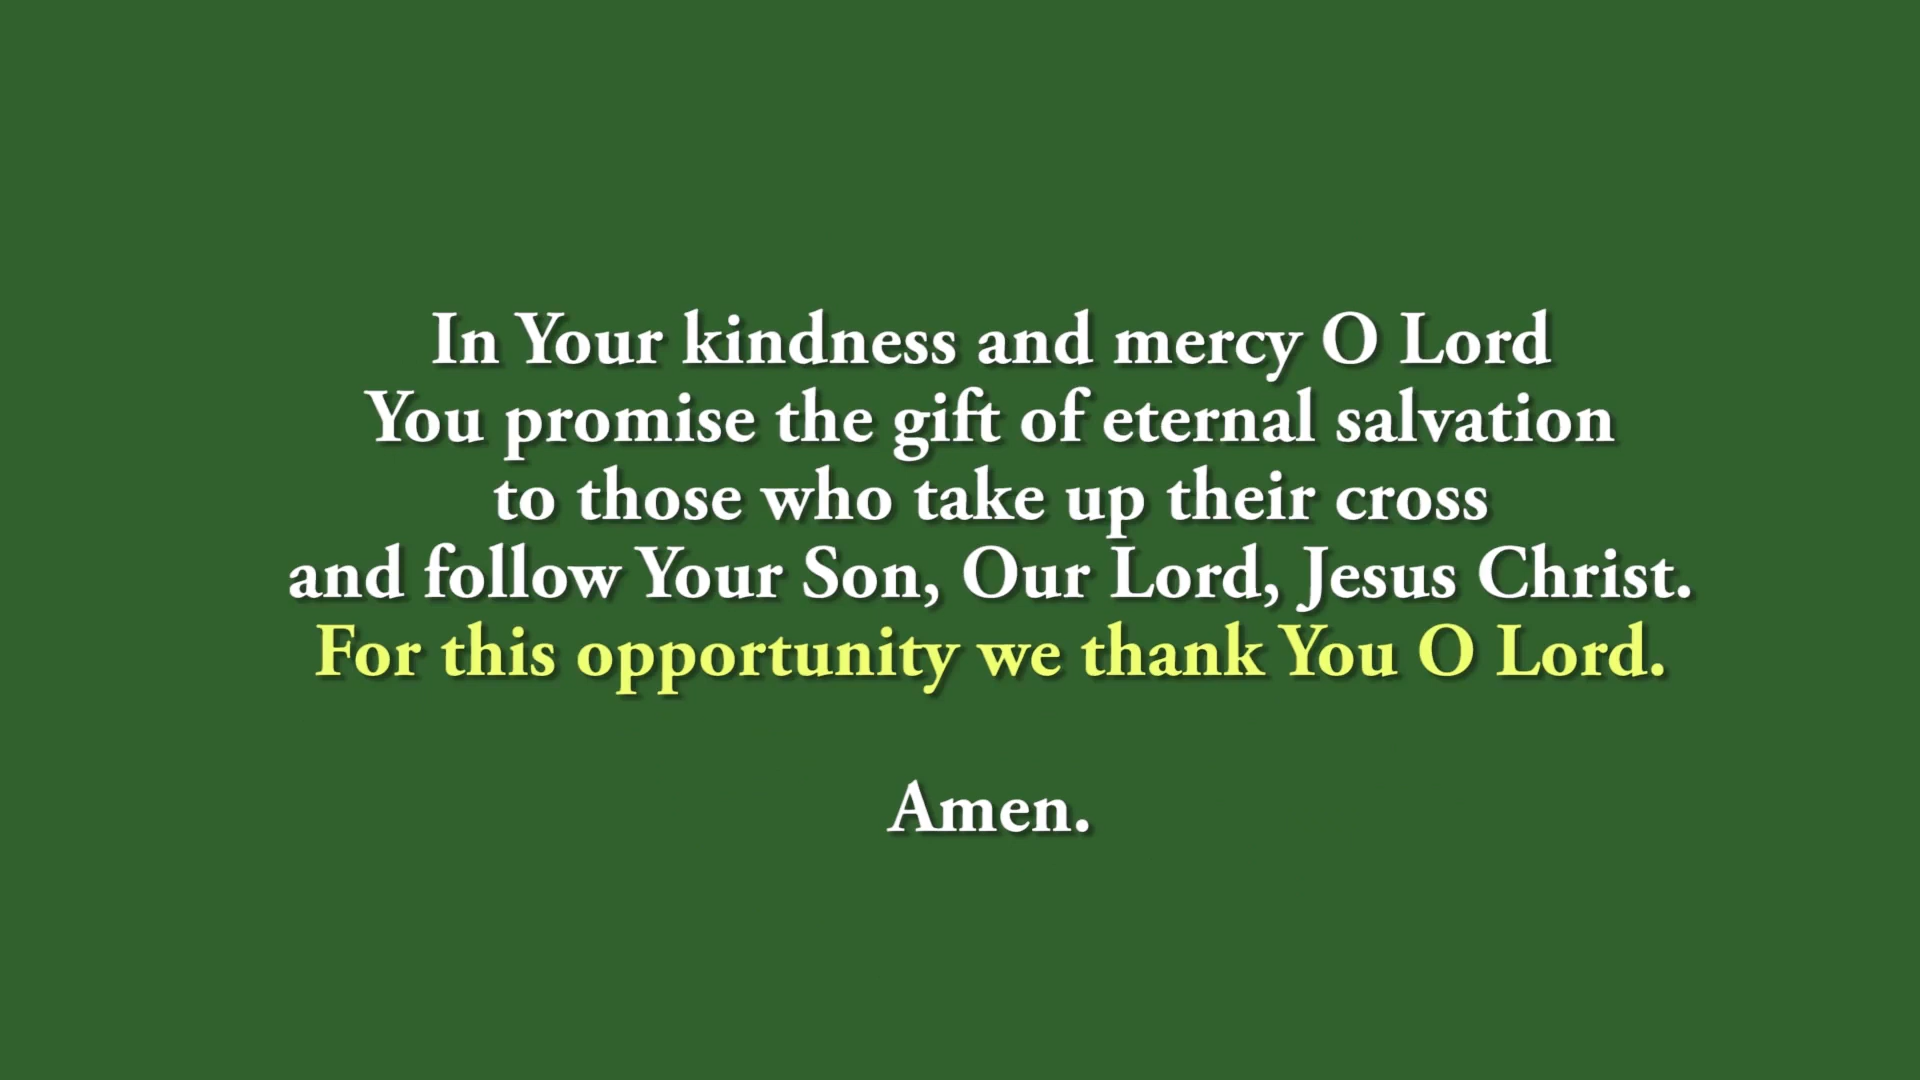 In Your kindness and mercy O Lord
You promise the gift of eternal salvation
to those who take up their cross
and follow Your Son, Our Lord, Jesus Christ.
For this opportunity we thank You O Lord.
Amen.